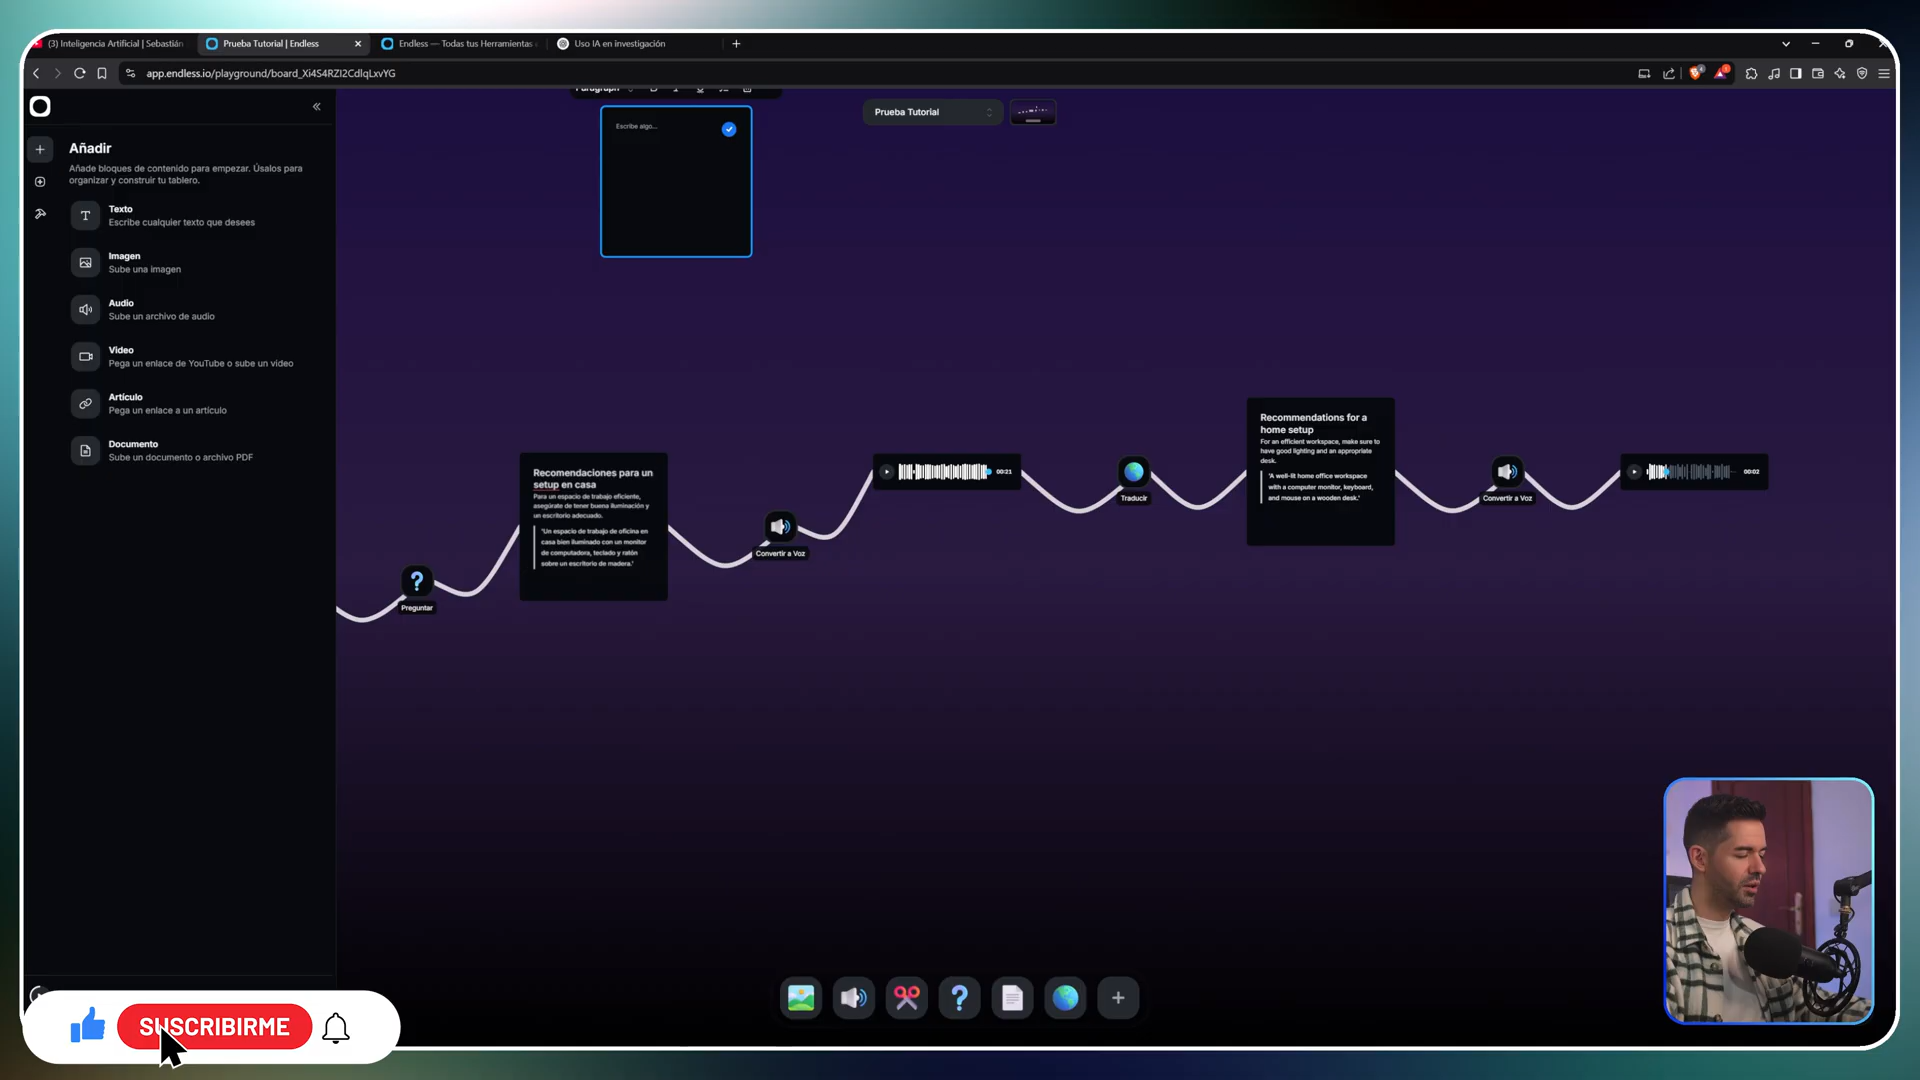 (3) Inteligencia Artificial | Sebastián
Prueba Tutorial | Endless
Endless — Todas tus Herramientas
Uso IA en investigación
app.endless.io/playground/board_Xi4S4RZI2CdlqLxvYG
Añadir
Añade bloques de contenido para empezar. Úsalos para
organizar y construir tu tablero.
Texto
Escribe cualquier texto que desees
Imagen
Sube una imagen
Audio
Sube un archivo de audio
Video
Pega un enlace de YouTube o sube un video
Artículo
Pega un enlace a un artículo
Documento
Sube un documento o archivo PDF
Paragraph
Escribe algo...
Prueba Tutorial
Preguntar
Recomendaciones para un
setup en casa
Para un espacio de trabajo eficiente,
asegúrate de tener buena iluminación y
un escritorio adecuado.
'Un espacio de trabajo de oficina en
casa bien iluminado con un monitor
de computadora, teclado y ratón
sobre un escritorio de madera.'
Convertir a Voz
00:21
Traducir
Recommendations for a
home setup
For an efficient workspace, make sure to
have good lighting and an appropriate
desk.
'A well-lit home office workspace
with a computer monitor, keyboard,
and mouse on a wooden desk.'
Convertir a Voz
00:02
SUSCRIBIRME